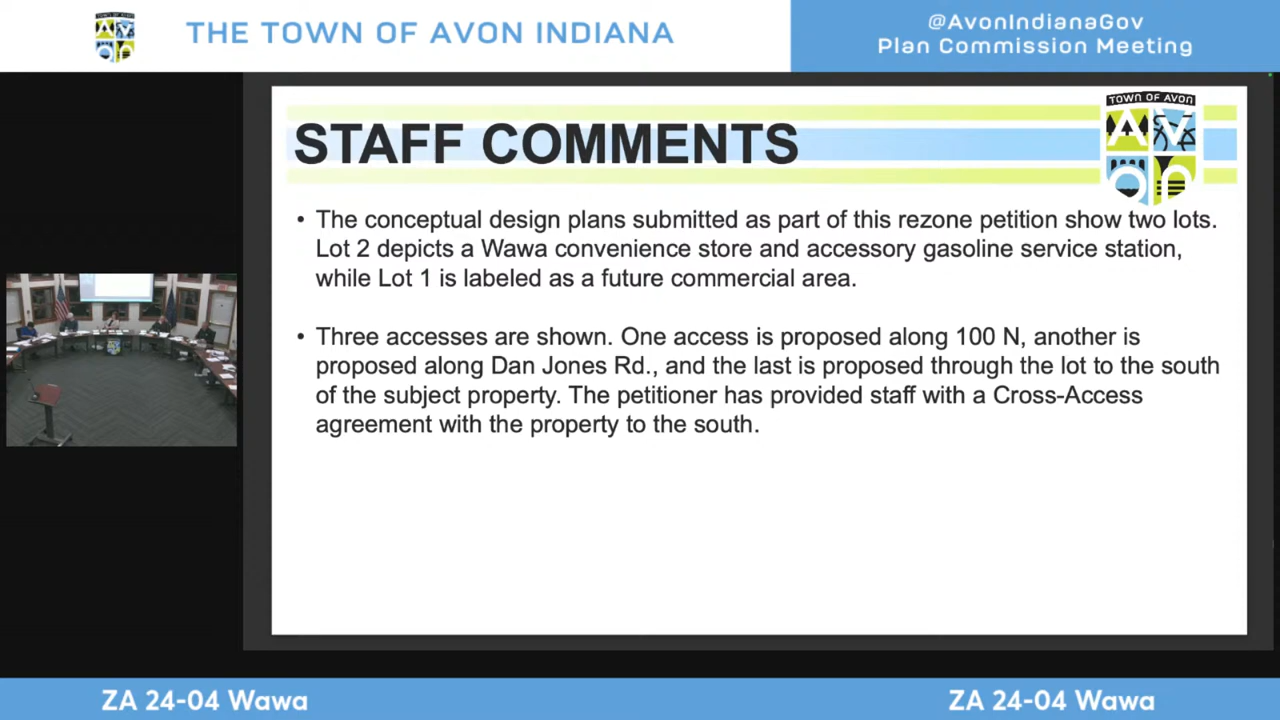 THE TOWN OF AVON INDIANA
@AvonIndianaGov
Plan Commission Meeting
TOWN OF AVON
Avon
STAFF COMMENTS
• The conceptual design plans submitted as part of this rezone petition show two lots.
Lot 2 depicts a Wawa convenience store and accessory gasoline service station,
while Lot 1 is labeled as a future commercial area.
• Three accesses are shown. One access is proposed along 100 N, another is
proposed along Dan Jones Rd., and the last is proposed through the lot to the south
of the subject property. The petitioner has provided staff with a Cross-Access
agreement with the property to the south.
ZA 24-04 Wawa
ZA 24-04 Wawa